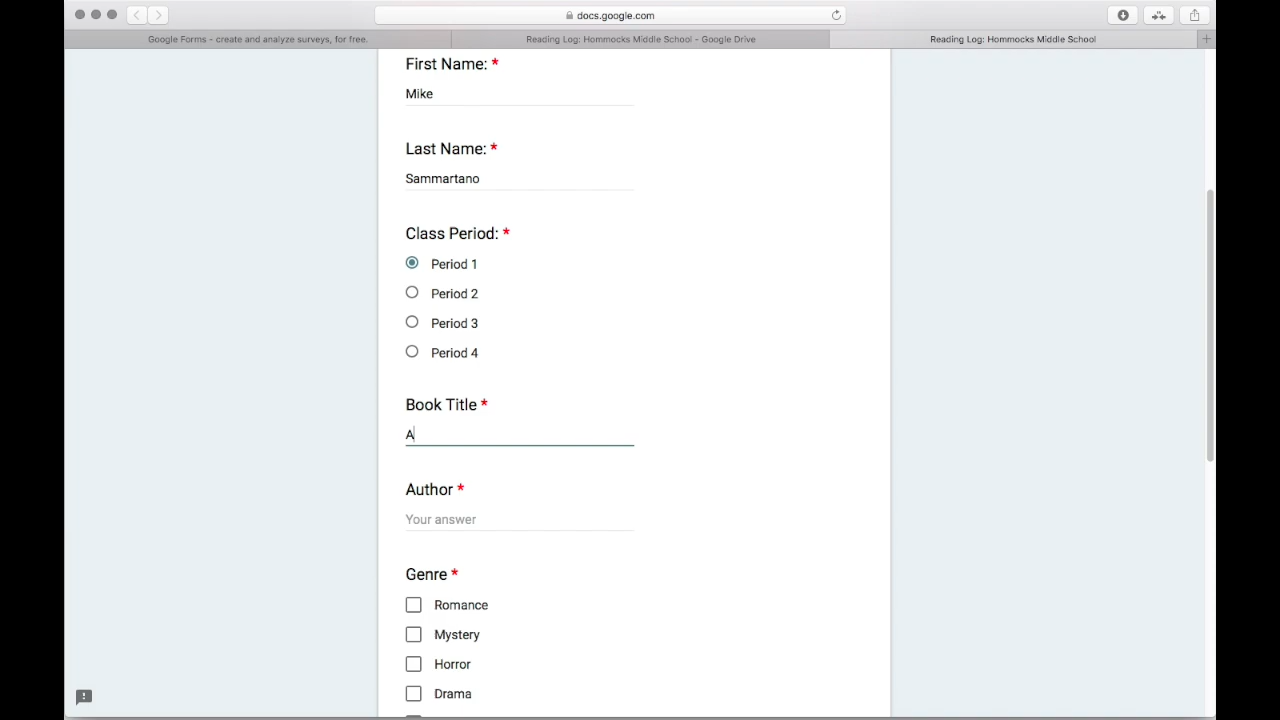 docs.google.com
Google Forms - create and analyze surveys, for free.
Reading Log: Hommocks Middle School - Google Drive
Reading Log: Hommocks Middle School
First Name: *
Mike
Last Name: *
Sammartano
Class Period: *
Period 1
Period 2
Period 3
Period 4
Book Title *
A
Author *
Your answer
Genre *
Romance
Mystery
Horror
Drama